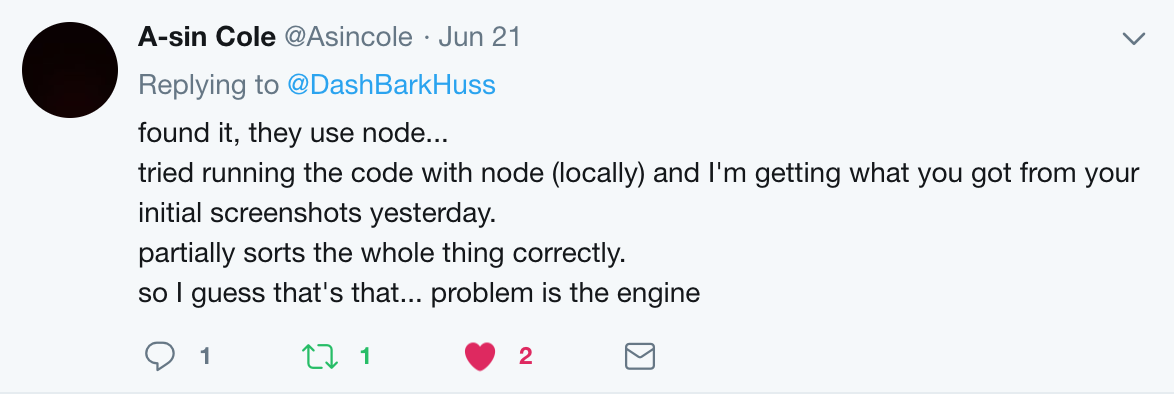 A-sin Cole @Asincole · Jun 21
Replying to @DashBarkHuss
found it, they use node...
tried running the code with node (locally) and I'm getting what you got from your
initial screenshots yesterday.
partially sorts the whole thing correctly.
so I guess that's that... problem is the engine
1 1 2